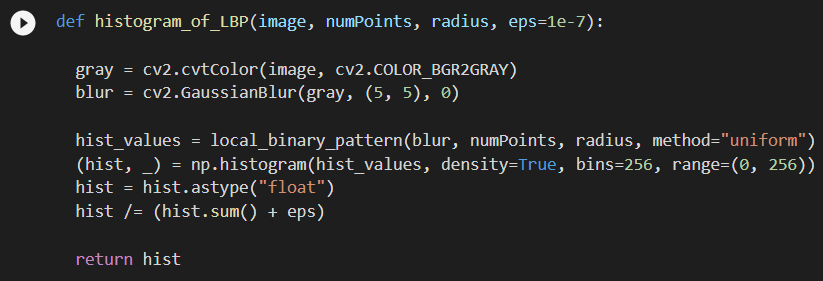 def histogram_of_LBP(image, numPoints, radius, eps=1e-7):
gray = cv2.cvtColor(image, cv2.COLOR_BGR2GRAY)
blur = cv2.GaussianBlur(gray, (5, 5), 0)
hist_values = local_binary_pattern(blur, numPoints, radius, method="uniform")
(hist, _) = np.histogram(hist_values, density=True, bins=256, range=(0, 256))
hist = hist.astype("float")
hist /= (hist.sum() + eps)
return hist